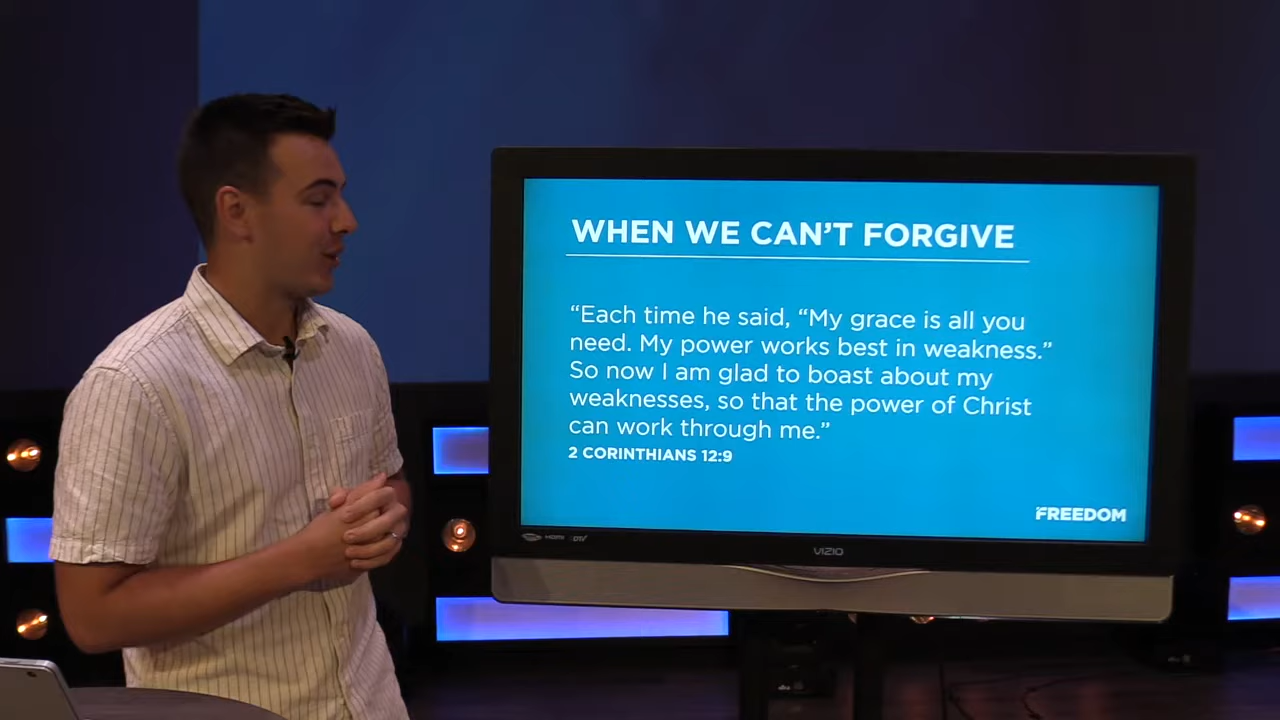 WHEN WE CAN'T FORGIVE
“Each time he said, “My grace is all you
need. My power works best in weakness.”
So now I am glad to boast about my
weaknesses, so that the power of Christ
can work through me.”
2 CORINTHIANS 12:9
FREEDOM
HDMI DTV
VIZIO